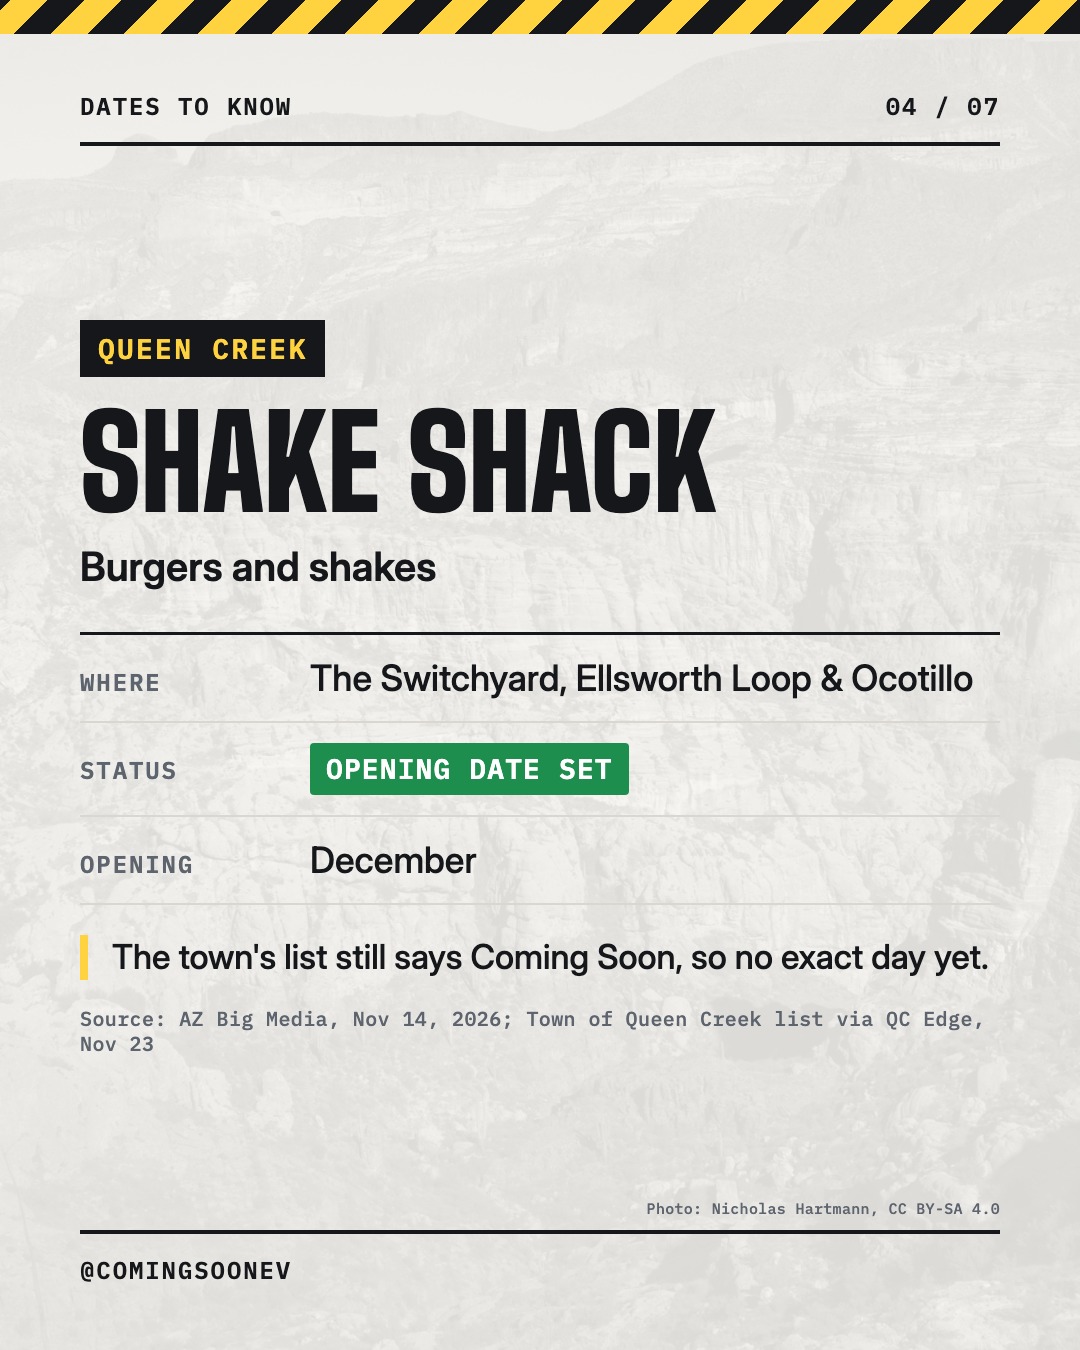 DATES TO KNOW
04 / 07
QUEEN CREEK
SHAKE SHACK
Burgers and shakes
WHERE
The Switchyard, Ellsworth Loop & Ocotillo
STATUS
OPENING DATE SET
OPENING
December
The town's list still says Coming Soon, so no exact day yet.
Source: AZ Big Media, Nov 14, 2026; Town of Queen Creek list via QC Edge,
Nov 23
Photo: Nicholas Hartmann, CC BY-SA 4.0
@COMINGSOONEV